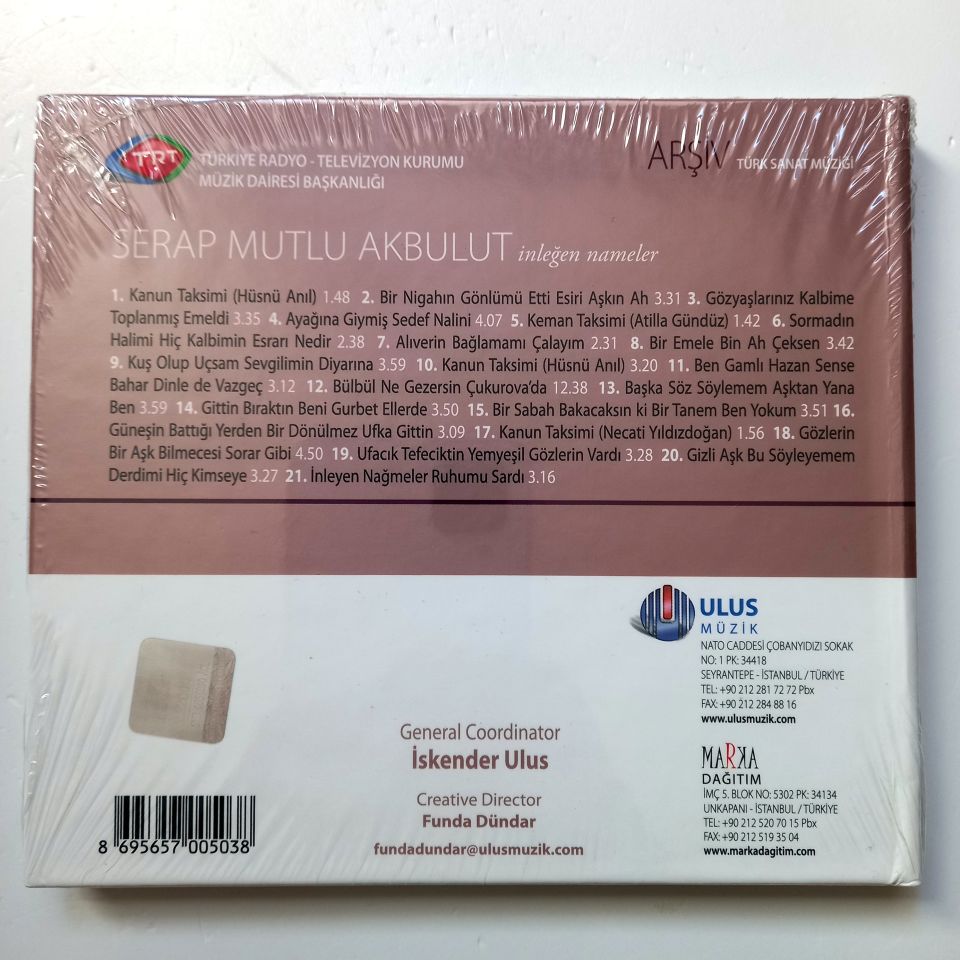 TRT
TÜRKİYE RADYO - TELEVİZYON KURUMU
MÜZİK DAİRESİ BAŞKANLIĞI
ARŞİV TÜRK SANAT MÜZİĞİ
SERAP MUTLU AKBULUT inleğen nameler
1. Kanun Taksimi (Hüsnü Anıl) 1.48 2. Bir Nigahın Gönlümü Etti Esiri Aşkın Ah 3.31 3. Gözyaşlarınız Kalbime
Toplanmış Emeldi 3.35 4. Ayağına Giymiş Sedef Nalini 4.07 5. Keman Taksimi (Atilla Gündüz) 1.42 6. Sormadın
Halimi Hiç Kalbimin Esrarı Nedir 2.38 7. Alıverin Bağlamamı Çalayım 2.31 8. Bir Emele Bin Ah Çeksen 3.42
9. Kuş Olup Uçsam Sevgilimin Diyarına 3.59 10. Kanun Taksimi (Hüsnü Anıl) 3.20 11. Ben Gamlı Hazan Sense
Bahar Dinle de Vazgeç 3.12 12. Bülbül Ne Gezersin Çukurova'da 12.38 13. Başka Söz Söylemem Aşktan Yana
Ben 3.59 14. Gittin Bıraktın Beni Gurbet Ellerde 3.50 15. Bir Sabah Bakacaksın ki Bir Tanem Ben Yokum 3.51 16.
Güneşin Battığı Yerden Bir Dönülmez Ufka Gittin 3.09 17. Kanun Taksimi (Necati Yıldızdoğan) 1.56 18. Gözlerin
Bir Aşk Bilmecesi Sorar Gibi 4.50 19. Ufacık Tefeciktin Yemyeşil Gözlerin Vardı 3.28 20. Gizli Aşk Bu Söyleyemem
Derdimi Hiç Kimseye 3.27 21. İnleyen Nağmeler Ruhumu Sardı 3.16
ULUS
MÜZİK
NATO CADDESİ ÇOBANYIDIZI SOKAK
NO: 1 PK: 34418
SEYRANTEPE - İSTANBUL / TÜRKİYE
TEL: +90 212 281 72 72 Pbx
FAX: +90 212 284 88 16
www.ulusmuzik.com
General Coordinator
İskender Ulus
Creative Director
Funda Dündar
fundadundar@ulusmuzik.com
MARKA
DAĞITIM
İMÇ 5. BLOK NO: 5302 PK: 34134
UNKAPANI - İSTANBUL / TÜRKİYE
TEL: +90 212 520 70 15 Pbx
FAX: +90 212 519 35 04
www.markadagitim.com
8 695657 005038